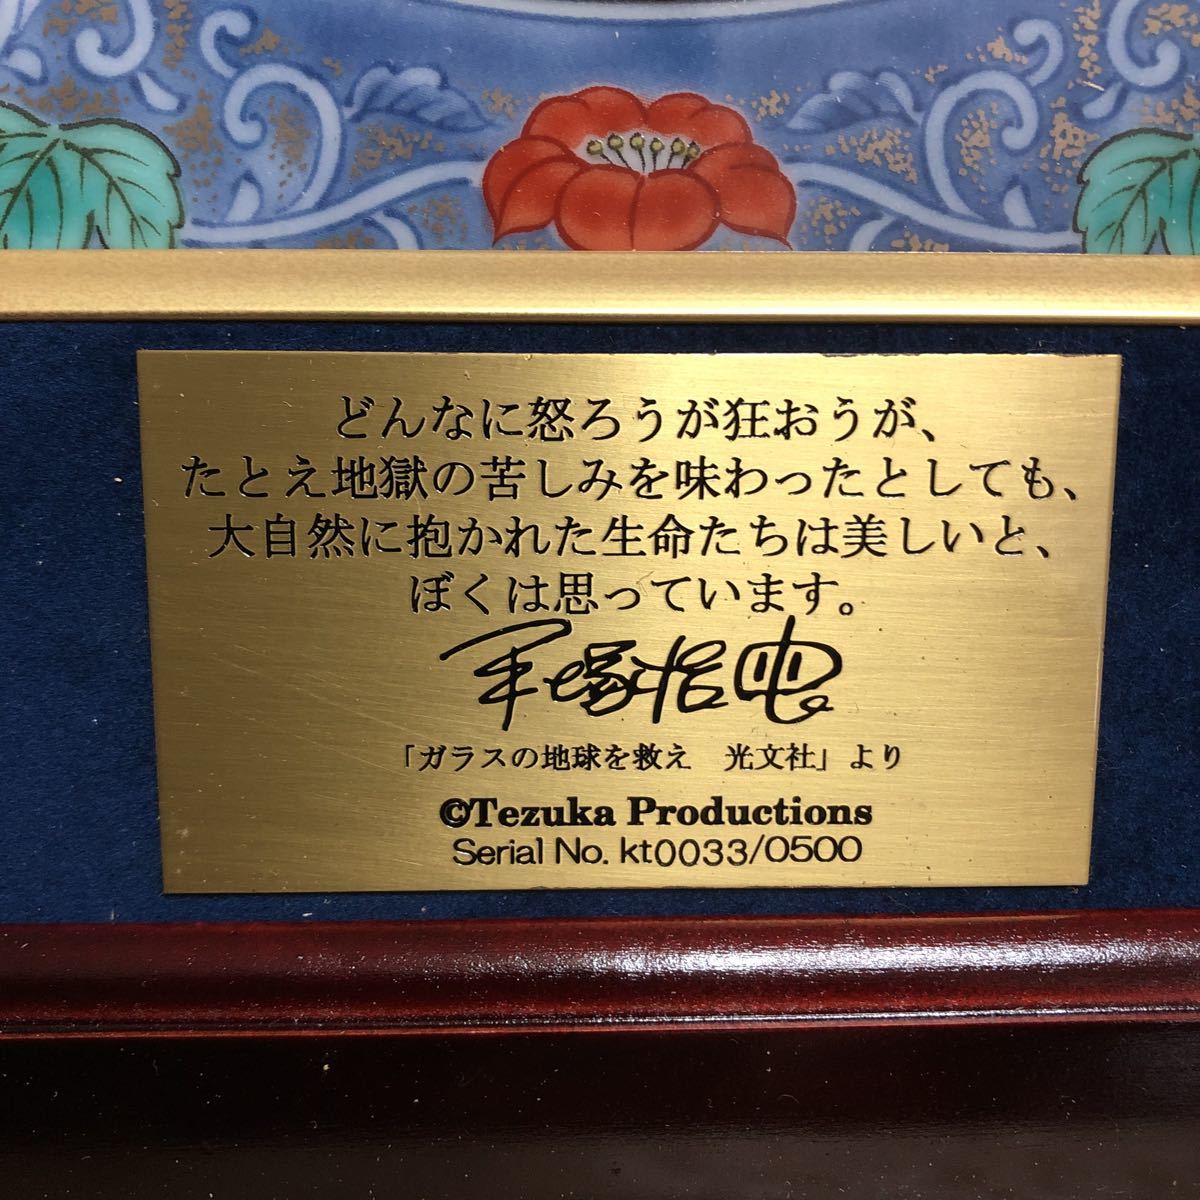 どんなに怒ろうが狂おうが、
たとえ地獄の苦しみを味わったとしても、
大自然に抱かれた生命たちは美しいと、
ぼくは思っています。
手塚治虫
「ガラスの地球を救え　光文社」より
©Tezuka Productions
Serial No. kt0033/0500